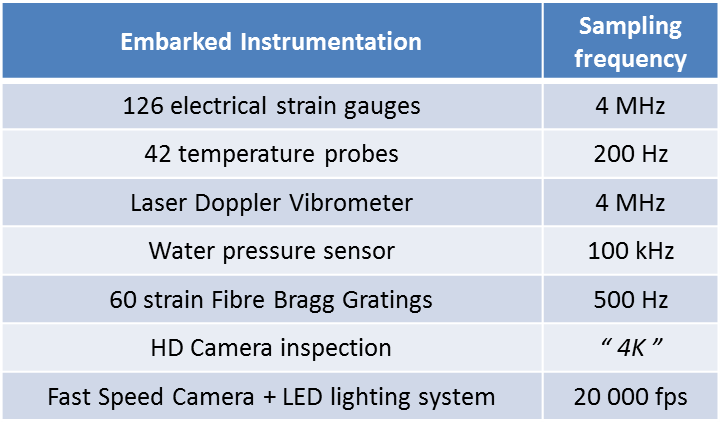 Embarked Instrumentation
Sampling
frequency
126 electrical strain gauges
4 MHz
42 temperature probes
200 Hz
Laser Doppler Vibrometer
4 MHz
Water pressure sensor
100 kHz
60 strain Fibre Bragg Gratings
500 Hz
HD Camera inspection
“ 4K ”
Fast Speed Camera + LED lighting system
20 000 fps